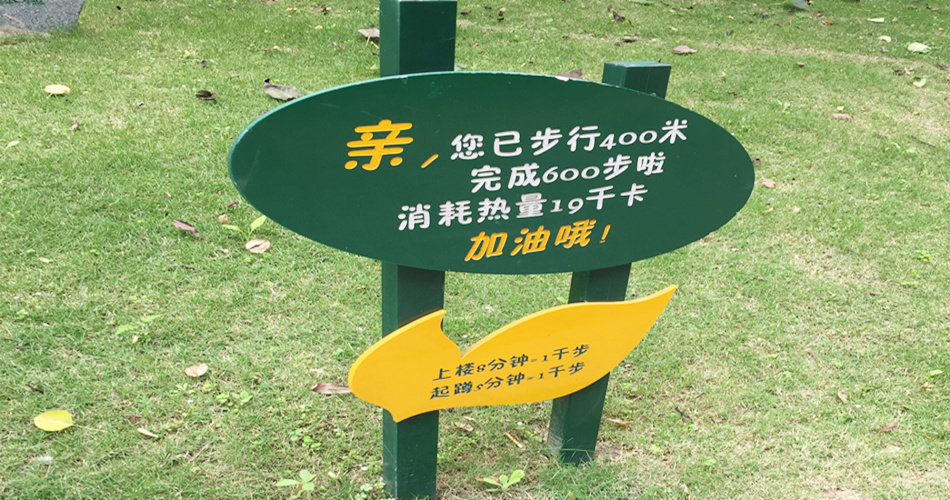 亲，您已步行400米
完成600步啦
消耗热量19千卡
加油哦！
上楼8分钟=1千步
起蹲5分钟=1千步